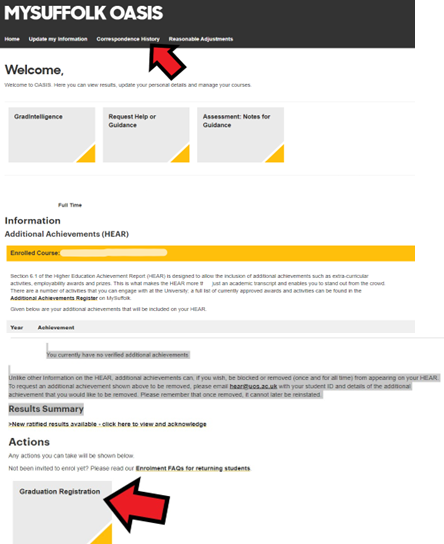 MYSUFFOLK OASIS
Home Update my Information Correspondence History Reasonable Adjustments
Welcome,
Welcome to OASIS. Here you can view results, update your personal details and manage your courses.
GradIntelligence
Request Help or
Guidance
Assessment: Notes for
Guidance
Full Time
Information
Additional Achievements (HEAR)
Enrolled Course:
Section 6.1 of the Higher Education Achievement Report (HEAR) is designed to allow the inclusion of additional achievements such as extra-curricular
activities, employability awards and prizes. This is what makes the HEAR more than just an academic transcript and enables you to stand out from the crowd.
There are a number of activities that you can engage with at the University; a full list of currently approved awards and activities can be found in the
Additional Achievements Register on MySuffolk.
Given below are your additional achievements that will be included on your HEAR.
Year Achievement
You currently have no verified additional achievements
Unlike other information on the HEAR, additional achievements can, if you wish, be blocked or removed (once and for all time) from appearing on your HEAR.
To request an additional achievement shown above to be removed, please email hear@uos.ac.uk with your student ID and details of the additional
achievement that you would like to be removed. Please remember that once removed, it cannot later be reinstated.
Results Summary
>New ratified results available - click here to view and acknowledge
Actions
Any actions you can take will be shown below.
Not been invited to enrol yet? Please read our Enrolment FAQs for returning students.
Graduation Registration